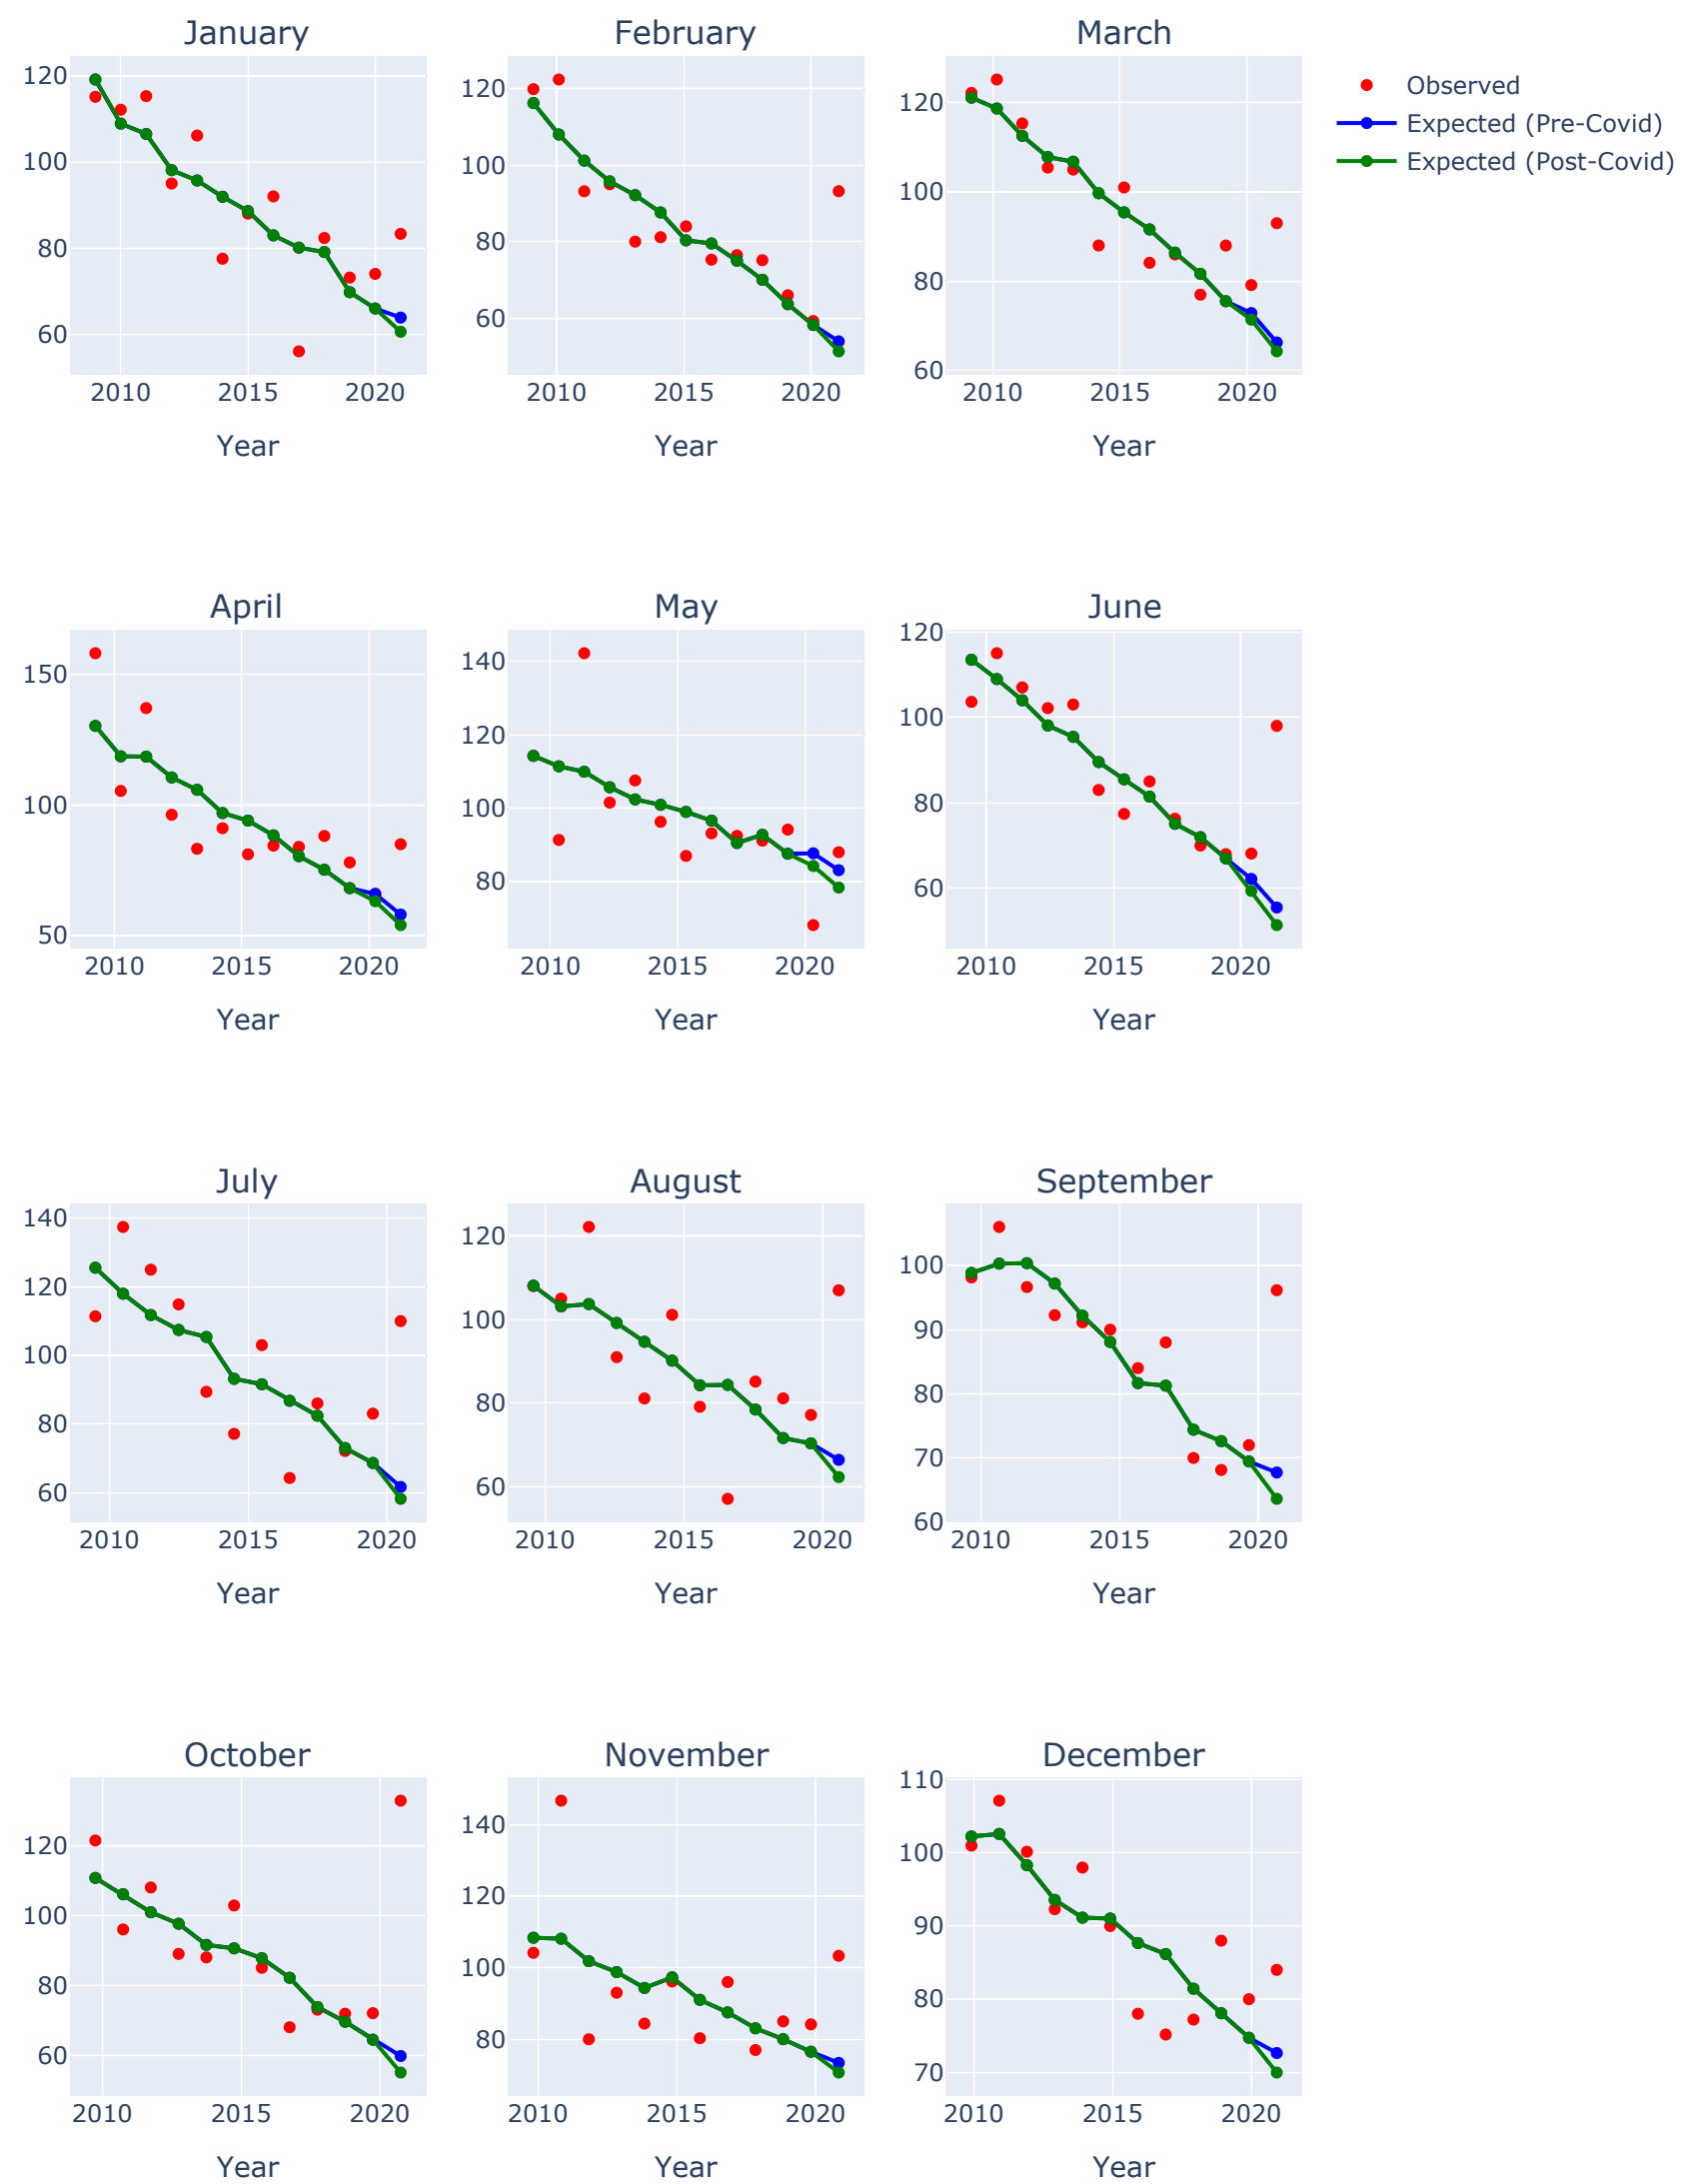 January February March
120
100
80
60
2010 2015 2020
Year
120
100
80
60
2010 2015 2020
Year
120
100
80
60
2010 2015 2020
Year
Observed
Expected (Pre-Covid)
Expected (Post-Covid)
April May June
150
100
50
2010 2015 2020
Year
140
120
100
80
2010 2015 2020
Year
120
100
80
60
2010 2015 2020
Year
July August September
140
120
100
80
60
2010 2015 2020
Year
120
100
80
60
2010 2015 2020
Year
100
90
80
70
60
2010 2015 2020
Year
October November December
120
100
80
60
2010 2015 2020
Year
140
120
100
80
2010 2015 2020
Year
110
100
90
80
70
2010 2015 2020
Year